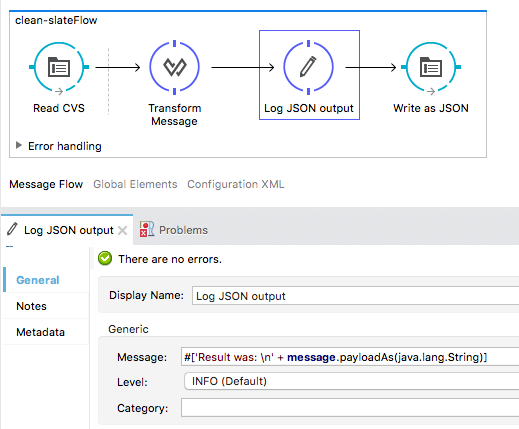 clean-slateFlow
Read CVS
Transform
Message
Log JSON output
Write as JSON
Error handling
Message Flow Global Elements Configuration XML
Log JSON output Problems
There are no errors.
General
Notes
Metadata
Display Name: Log JSON output
Generic
Message: #['Result was: \n' + message.payloadAs(java.lang.String)]
Level: INFO (Default)
Category: